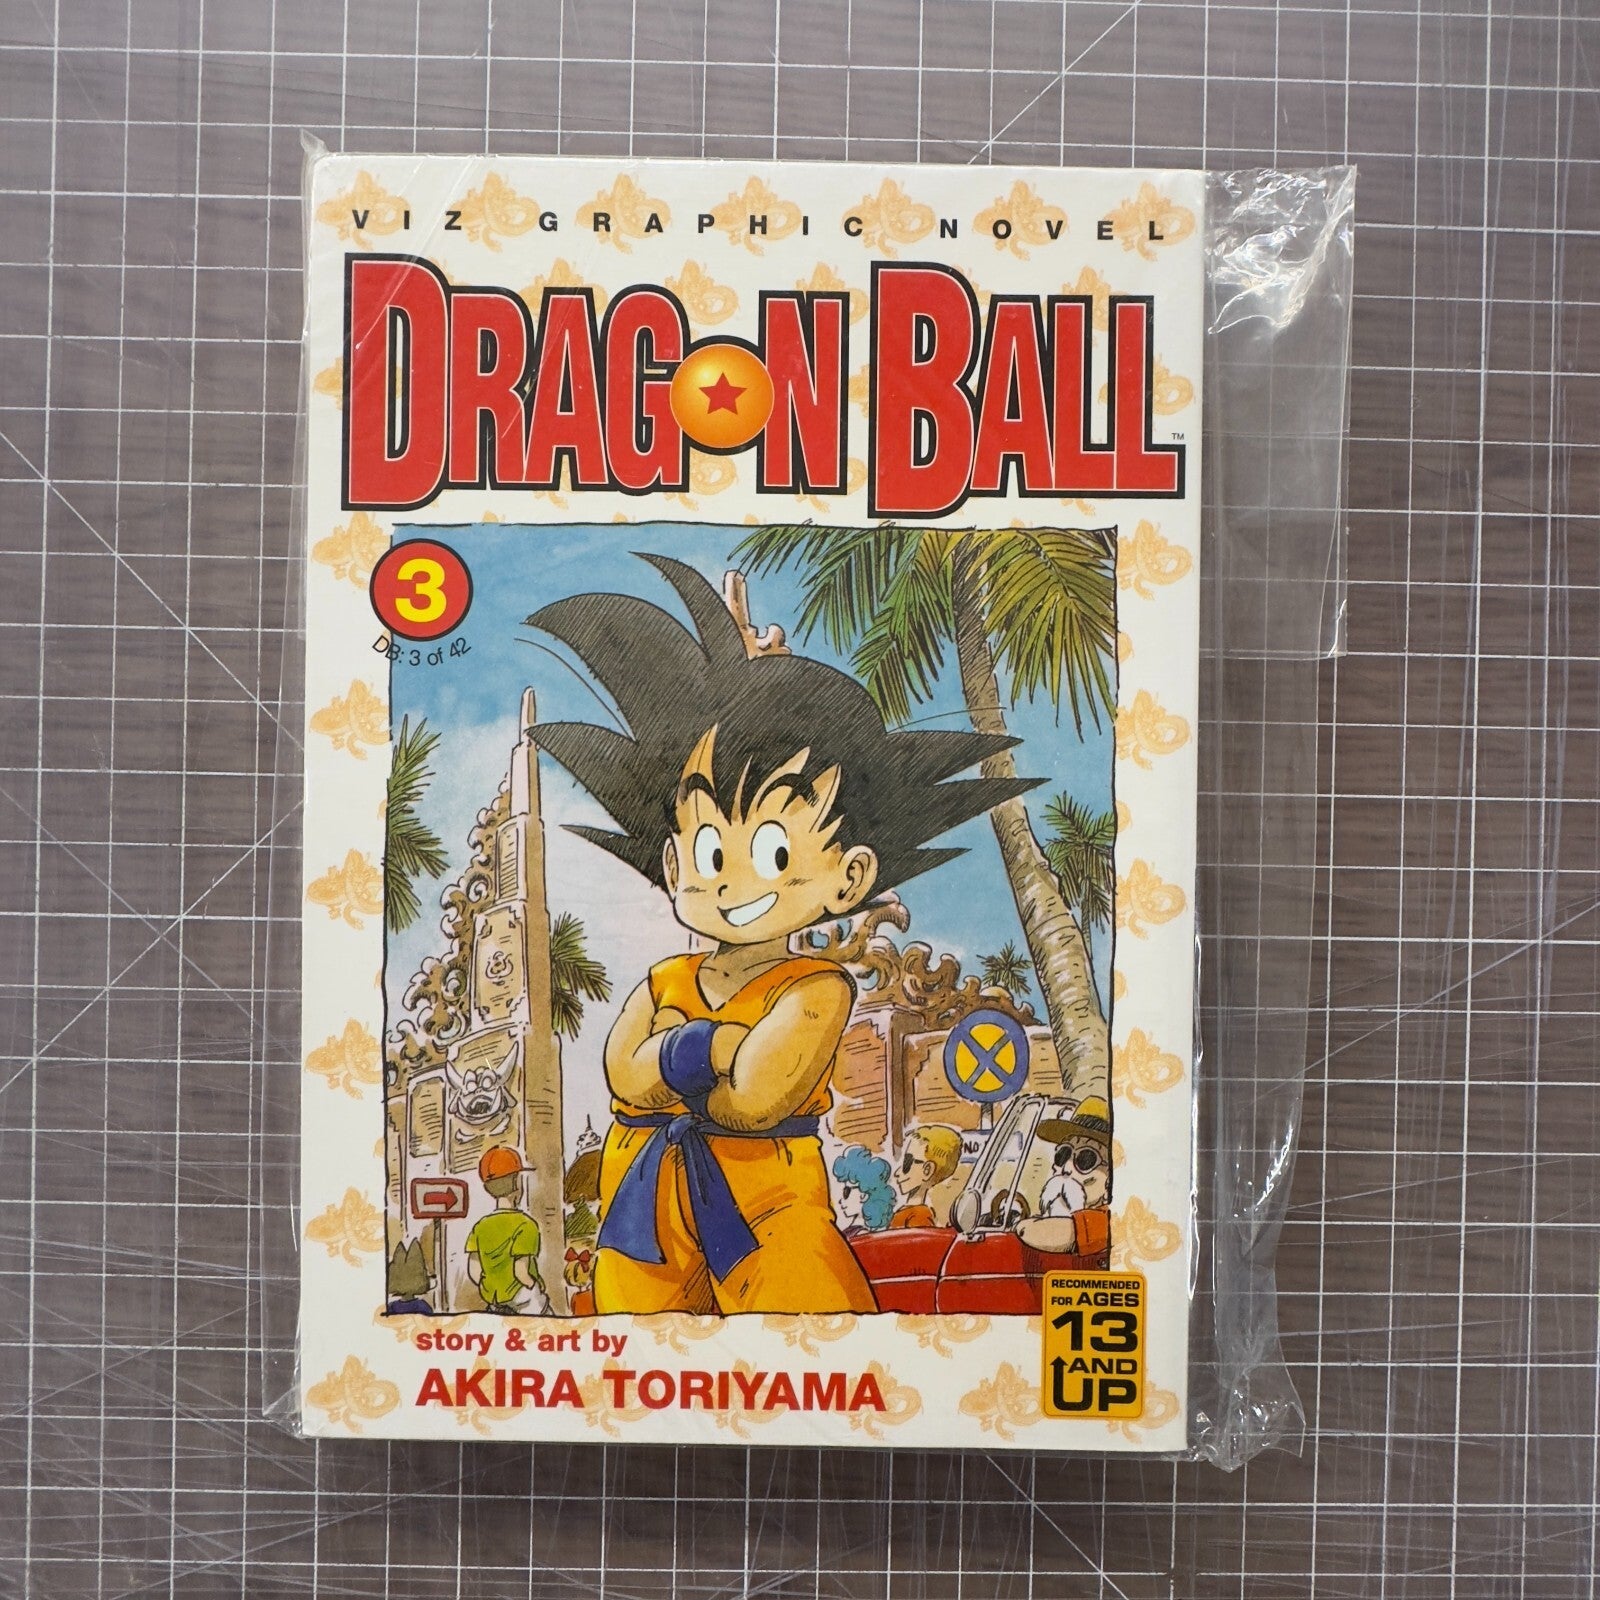 VIZ GRAPHIC NOVEL
DRAGON BALL
TM
3
DB: 3 of 42
NO
story & art by
AKIRA TORIYAMA
RECOMMENDED
FOR AGES
13
AND
UP